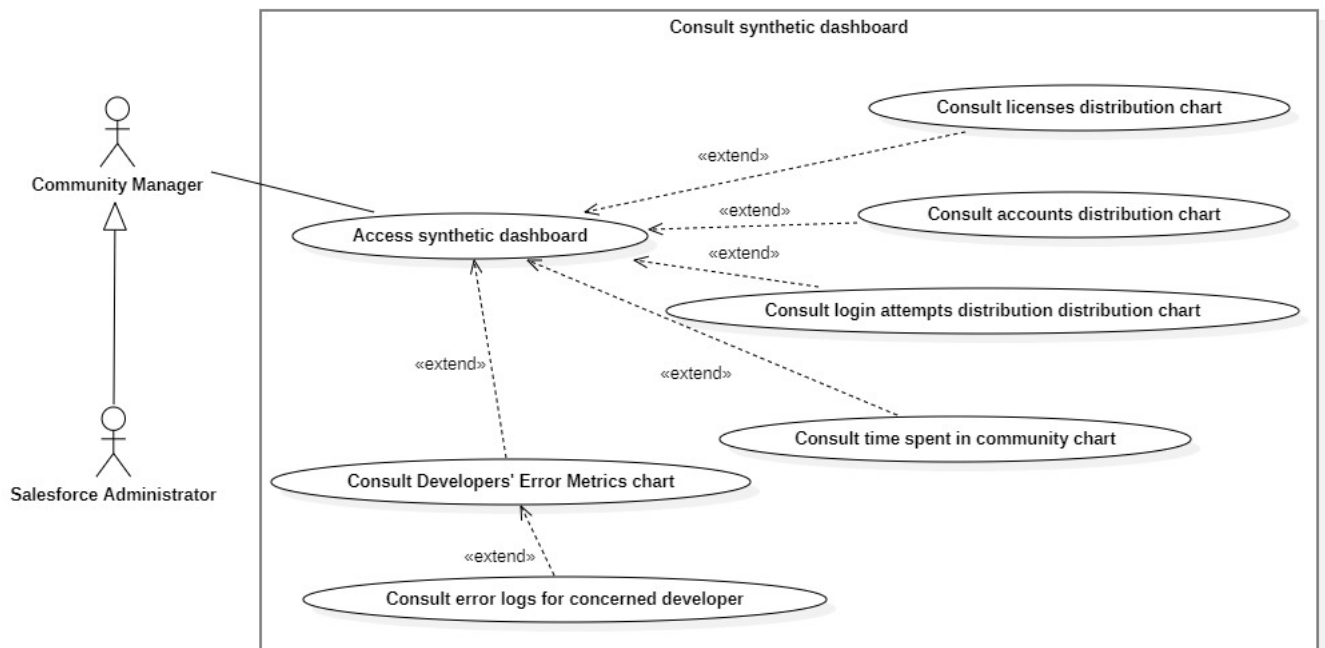 Consult synthetic dashboard
Consult licenses distribution chart
«extend»
Community Manager
«extend»
Consult accounts distribution chart
Access synthetic dashboard
«extend»
Consult login attempts distribution distribution chart
«extend»
«extend»
Consult time spent in community chart
Consult Developers' Error Metrics chart
Salesforce Administrator
«extend»
Consult error logs for concerned developer